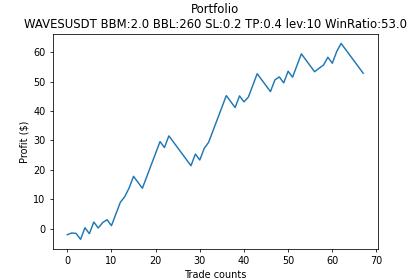 Portfolio
WAVESUSDT BBM:2.0 BBL:260 SL:0.2 TP:0.4 lev:10 WinRatio:53.0
Profit ($)
60
50
40
30
20
10
0
0 10 20 30 40 50 60 70
Trade counts